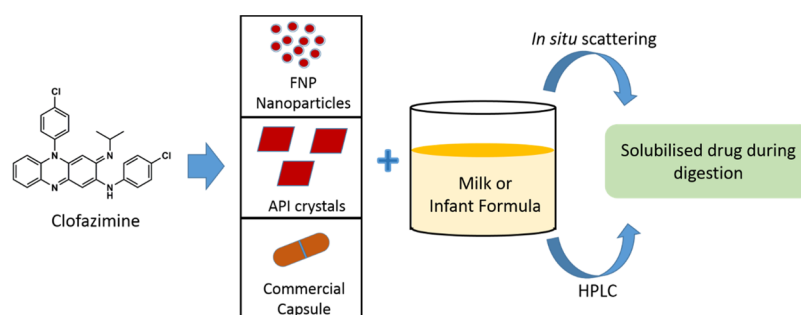 Cl
N
N
Cl
N
N
H
Clofazimine
FNP
Nanoparticles
API crystals
Commercial
Capsule
Milk or
Infant Formula
In situ scattering
HPLC
Solubilised drug during
digestion